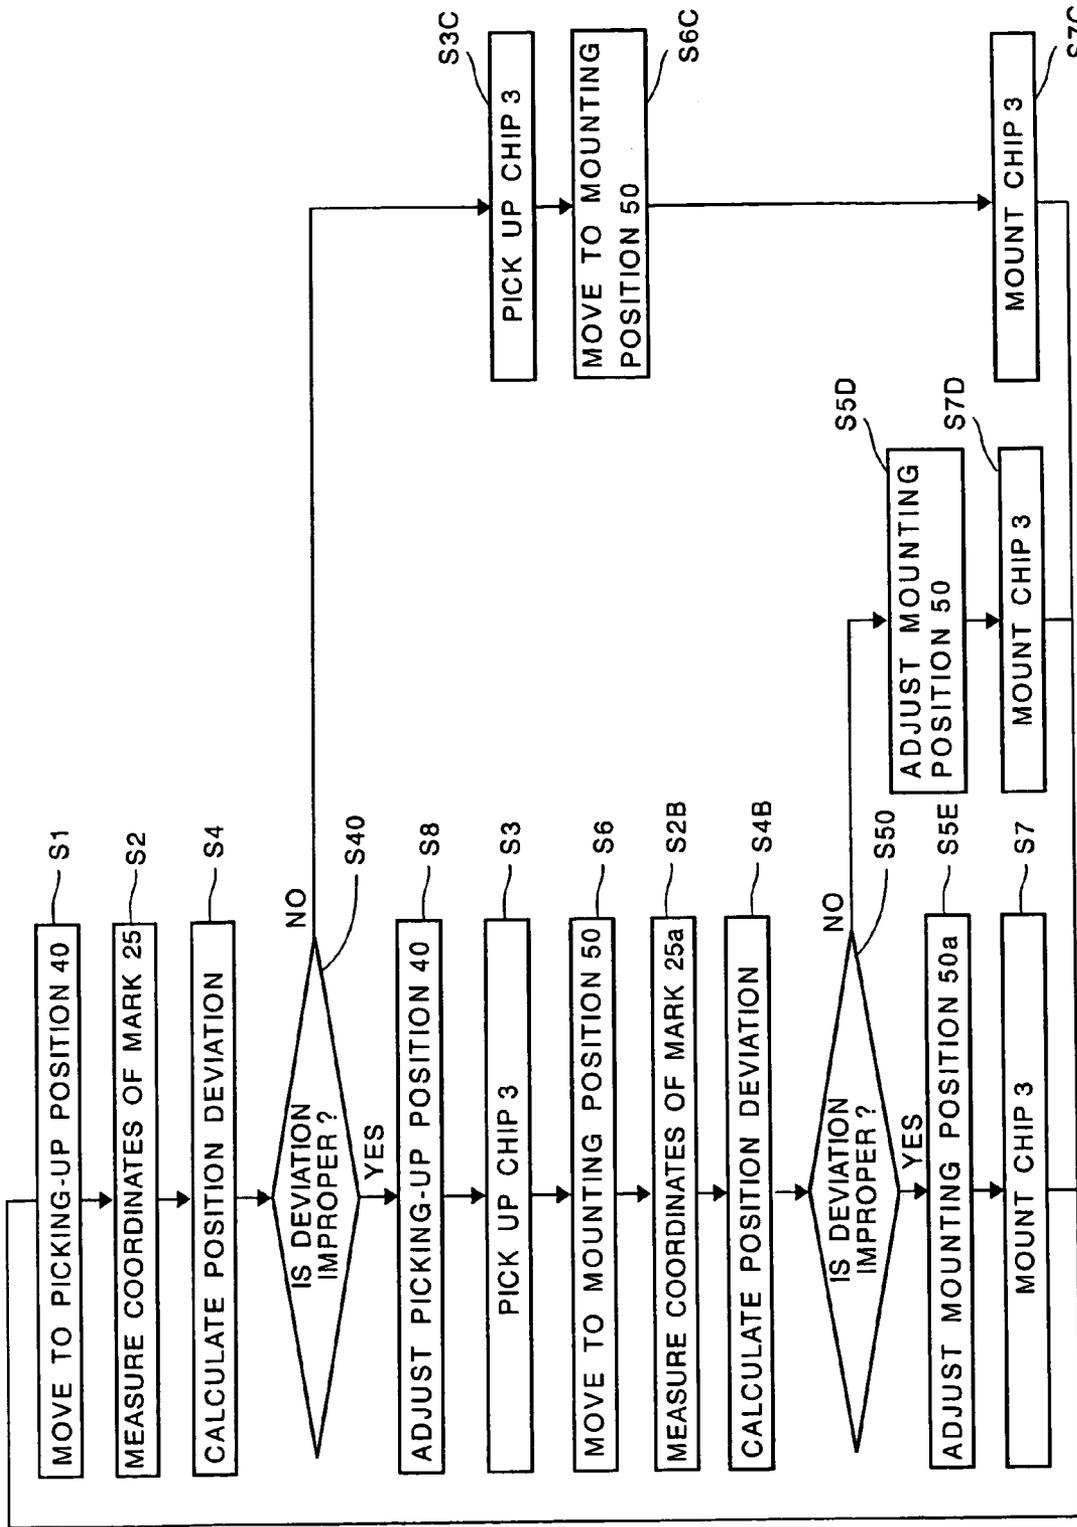 MOVE TO PICKING-UP POSITION 40
S1
MEASURE COORDINATES OF MARK 25
S2
CALCULATE POSITION DEVIATION
S4
IS DEVIATION
IMPROPER?
S40
NO
YES
ADJUST PICKING-UP POSITION 40
S8
PICK UP CHIP 3
S3
MOVE TO MOUNTING POSITION 50
S6
MEASURE COORDINATES OF MARK 25a
S2B
CALCULATE POSITION DEVIATION
S4B
IS DEVIATION
IMPROPER?
S50
NO
YES
ADJUST MOUNTING POSITION 50a
S5E
MOUNT CHIP 3
S7
ADJUST MOUNTING
POSITION 50
S5D
MOUNT CHIP 3
S7D
PICK UP CHIP 3
S3C
MOVE TO MOUNTING
POSITION 50
S6C
MOUNT CHIP 3
S7C